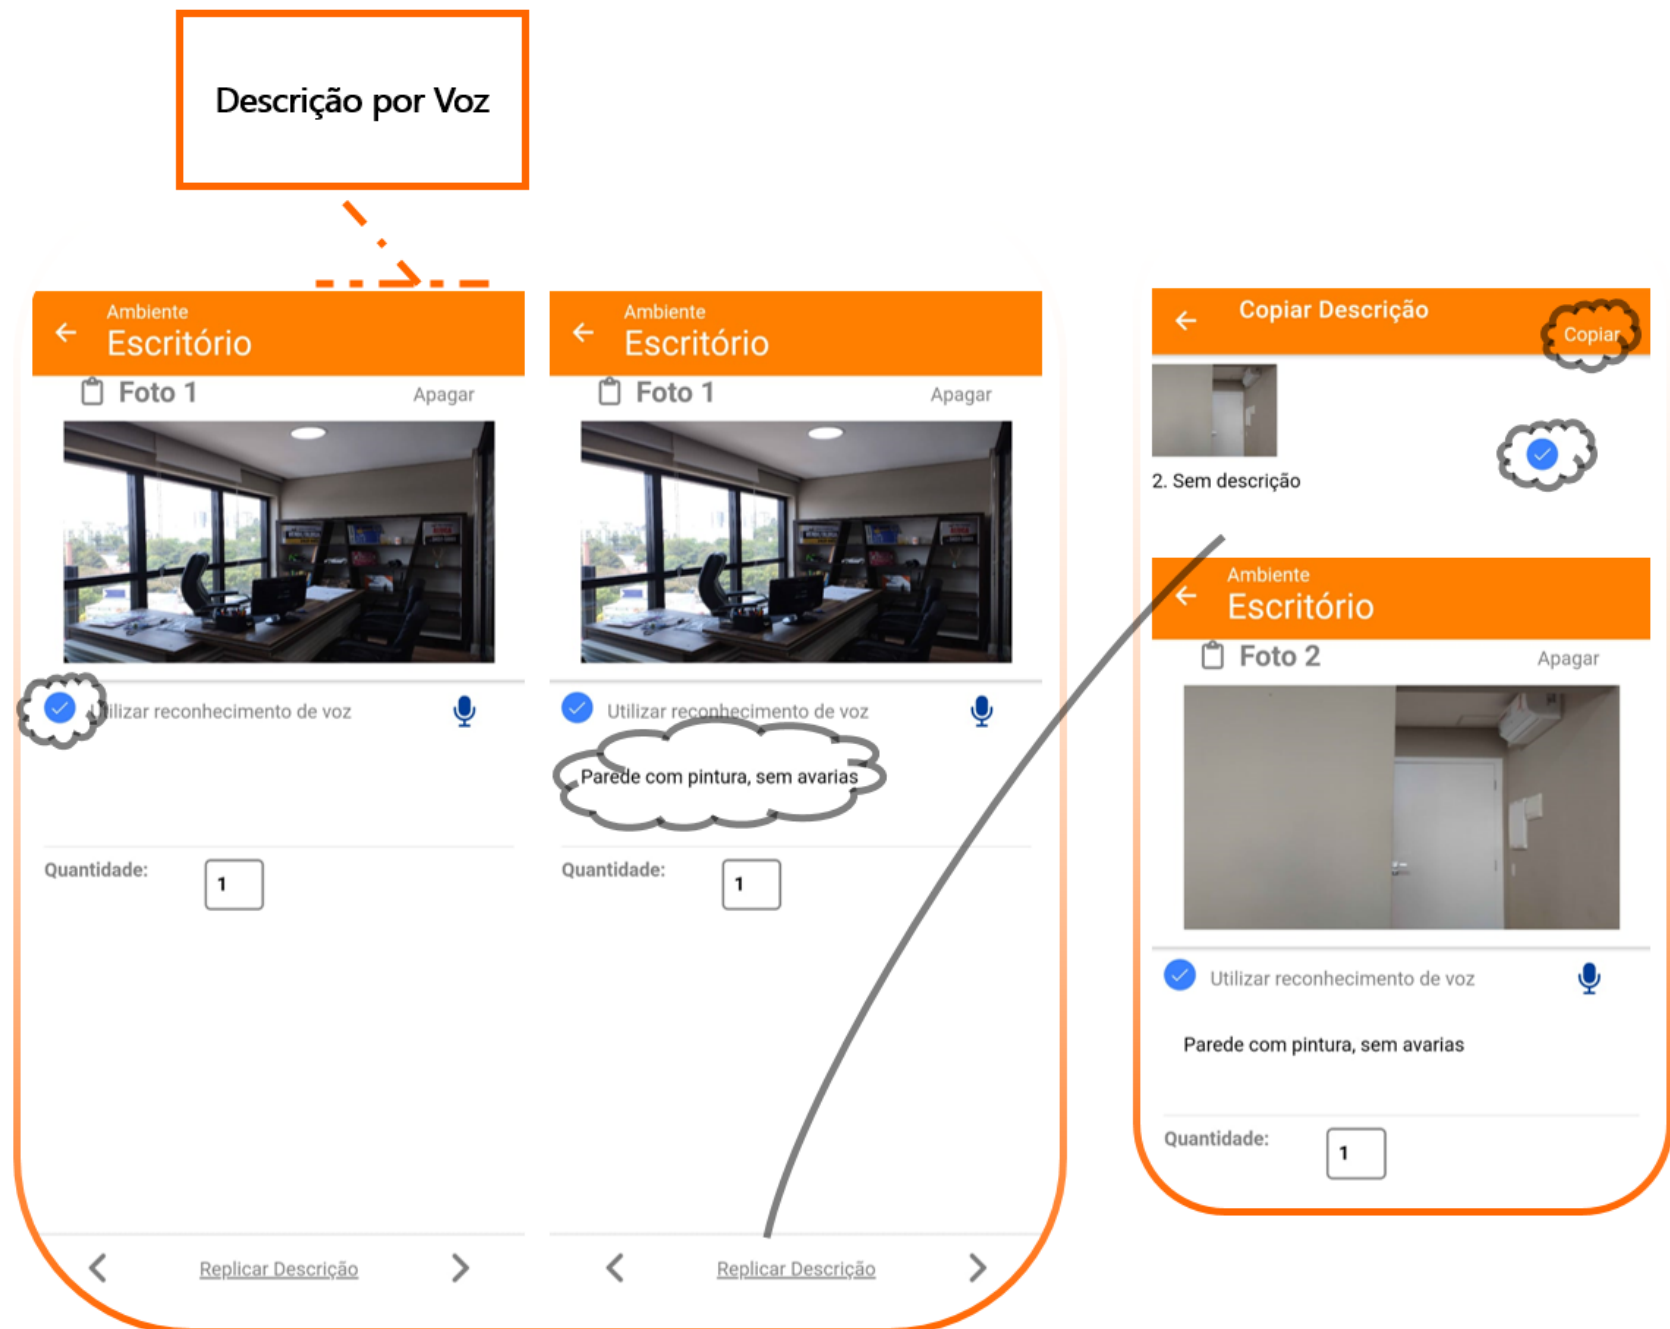 Descrição por Voz
Ambiente
Escritório
Foto 1
Apagar
Utilizar reconhecimento de voz
Quantidade:
1
Replicar Descrição
Ambiente
Escritório
Foto 1
Apagar
Utilizar reconhecimento de voz
Parede com pintura, sem avarias
Quantidade:
1
Replicar Descrição
Copiar Descrição
Copiar
2. Sem descrição
Ambiente
Escritório
Foto 2
Apagar
Utilizar reconhecimento de voz
Parede com pintura, sem avarias
Quantidade:
1